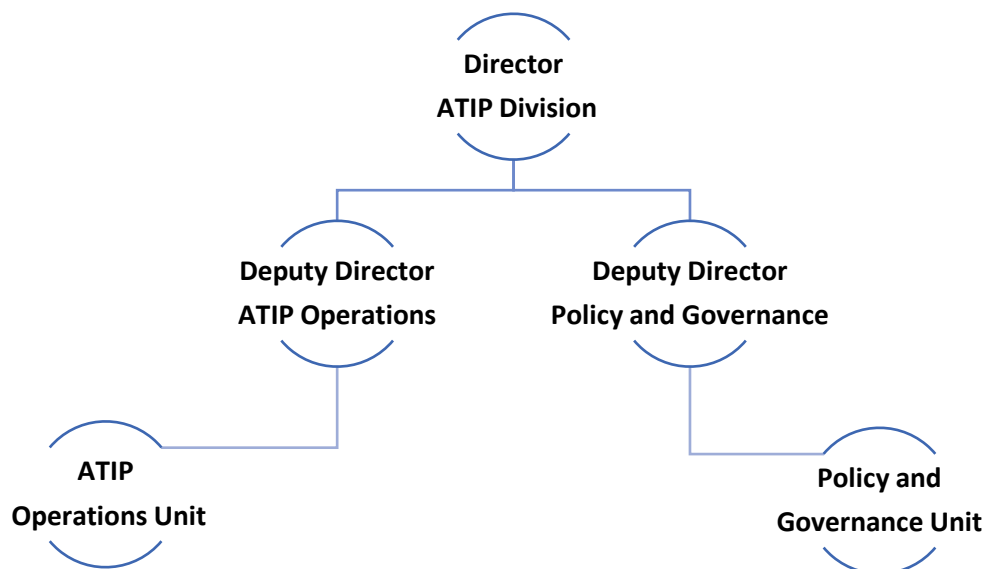 Director
ATIP Division
Deputy Director
ATIP Operations
Deputy Director
Policy and Governance
ATIP
Operations Unit
Policy and
Governance Unit